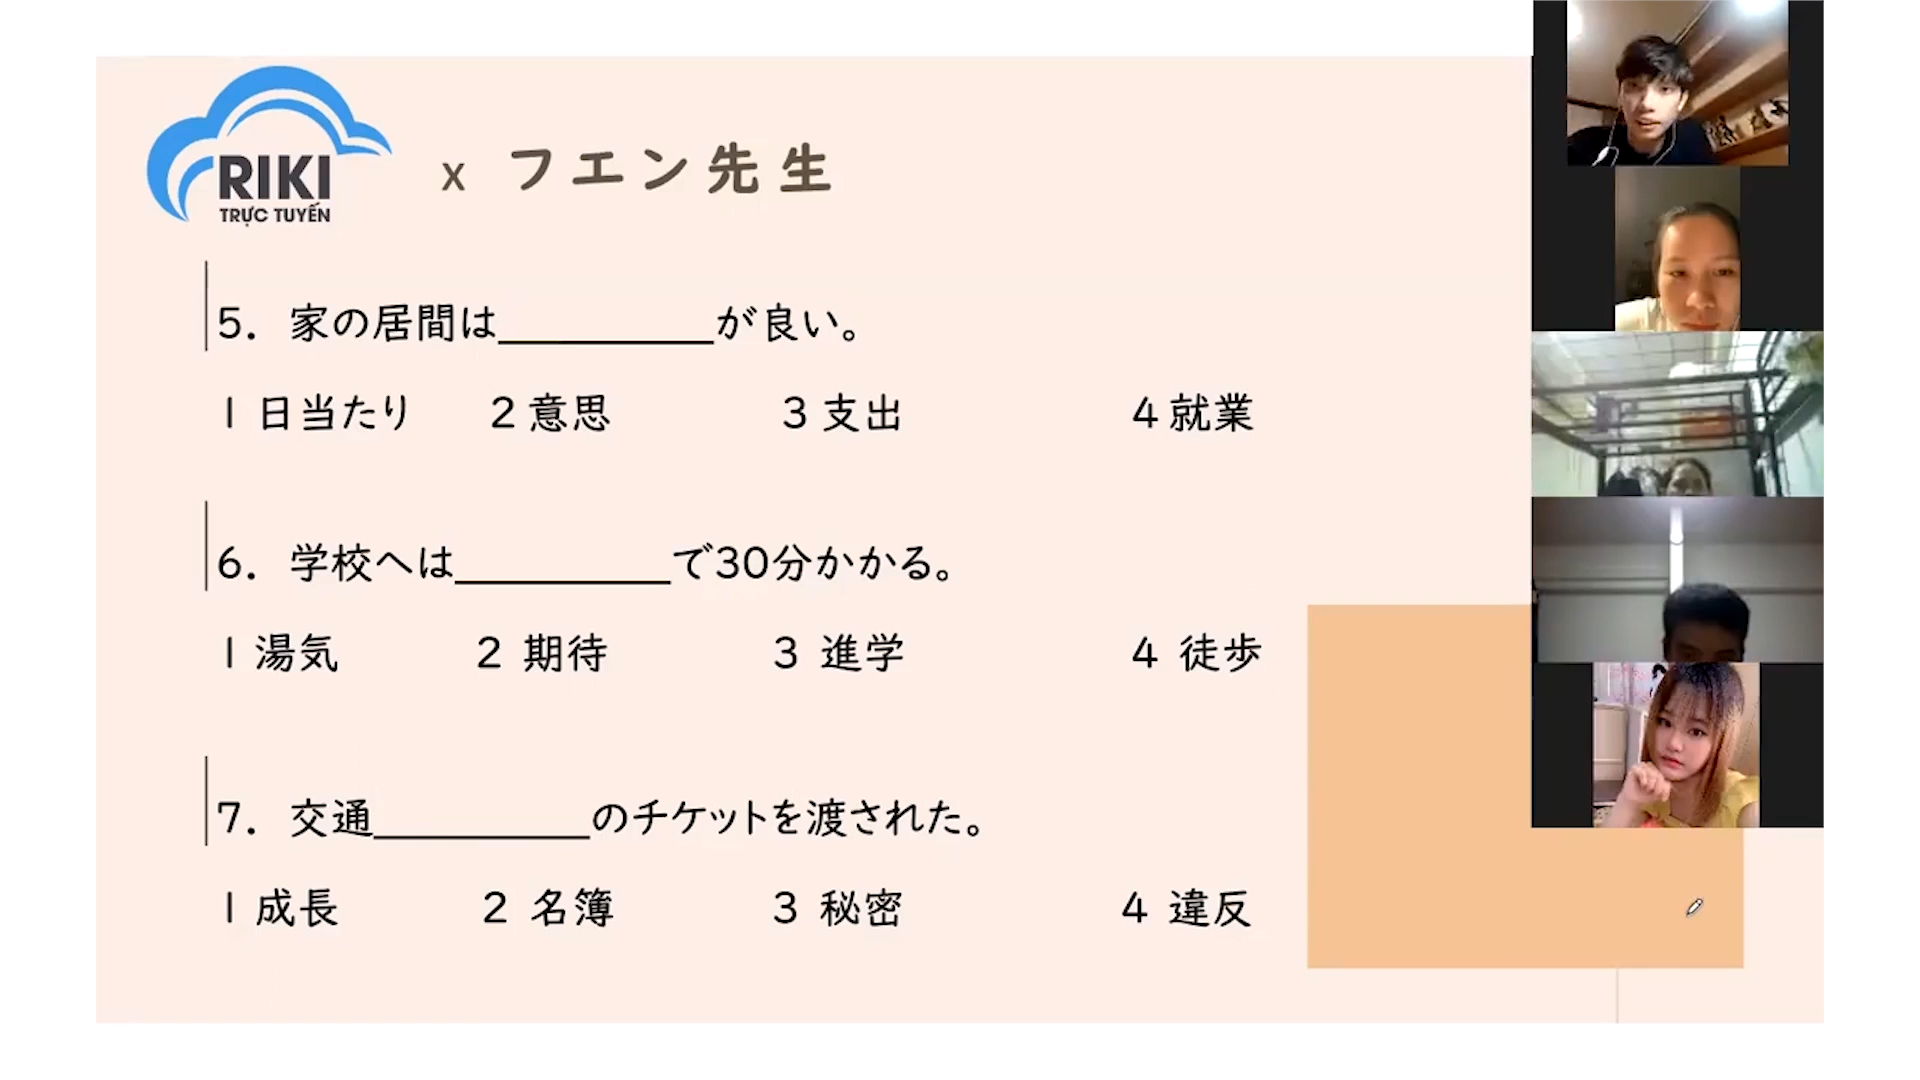 RIKI
TRỰC TUYẾN
x フエン先生
5. 家の居間は__________が良い。
1 日当たり 2 意思 3 支出 4 就業
6. 学校へは__________で30分かかる。
1 湯気 2 期待 3 進学 4 徒歩
7. 交通__________のチケットを渡された。
1 成長 2 名簿 3 秘密 4 違反